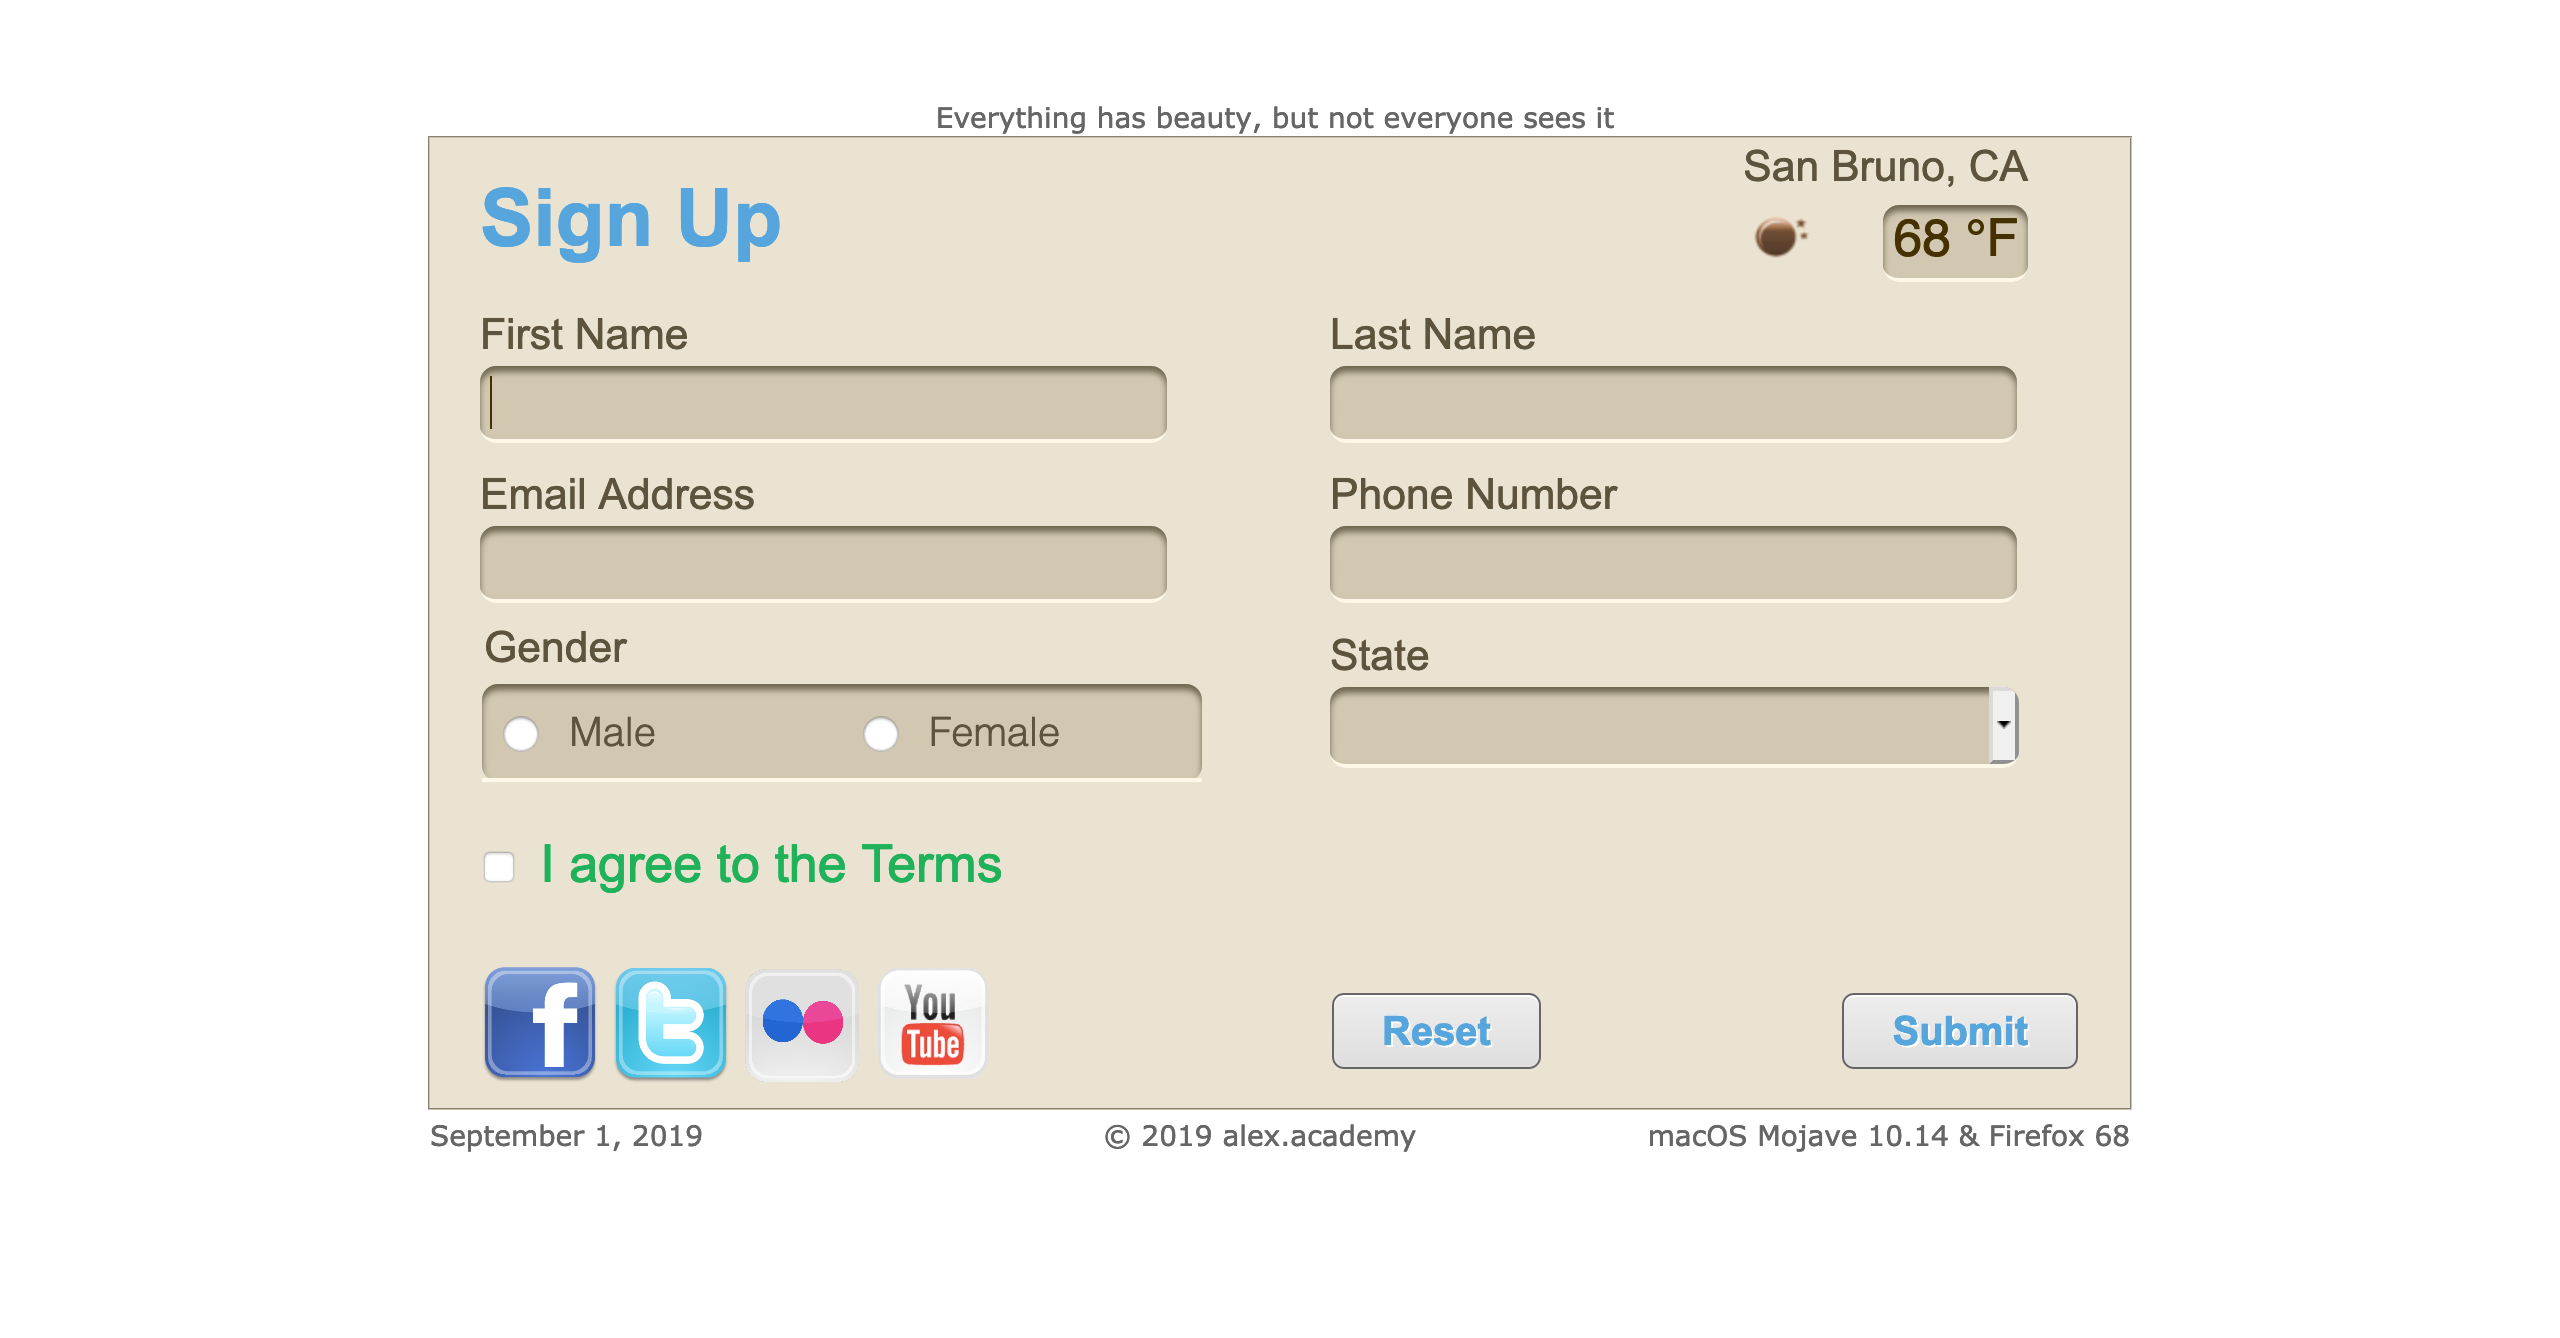 Everything has beauty, but not everyone sees it
San Bruno, CA
Sign Up
68 °F
First Name
Last Name
Email Address
Phone Number
Gender
State
Male
Female
I agree to the Terms
f
t
You
Tube
Reset
Submit
September 1, 2019
© 2019 alex.academy
macOS Mojave 10.14 & Firefox 68